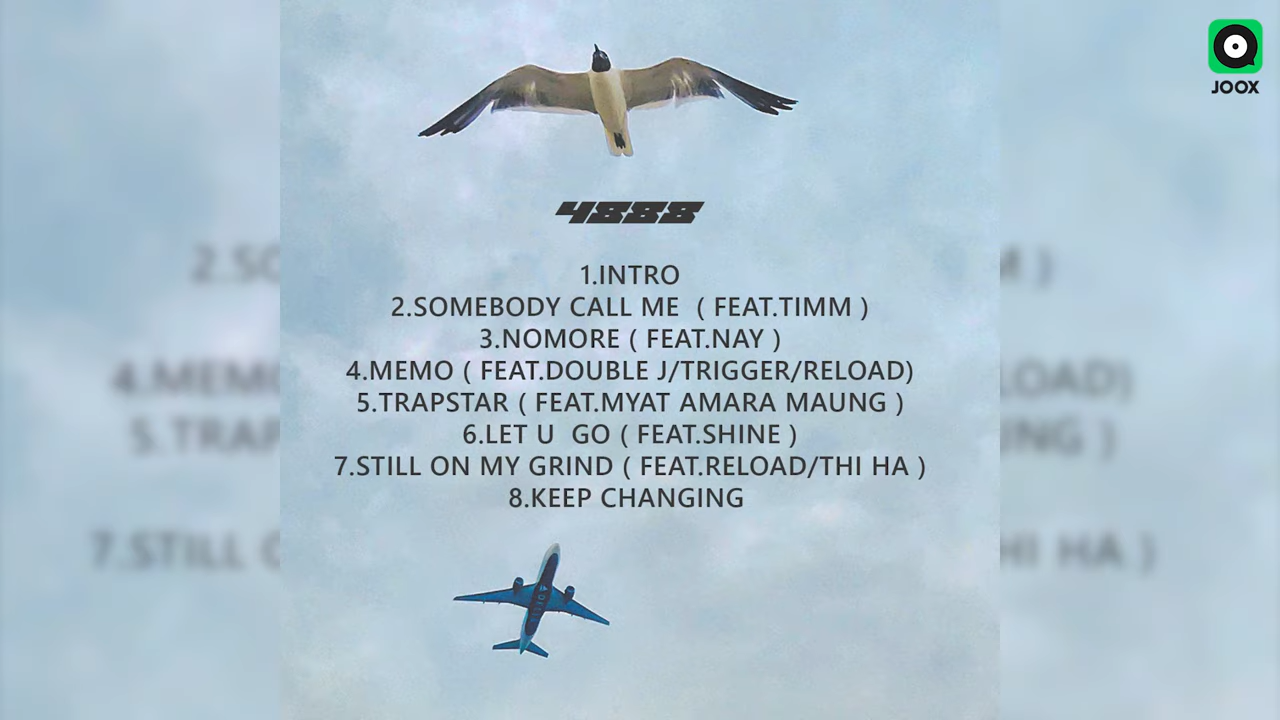 JOOX
4888
1.INTRO
2.SOMEBODY CALL ME ( FEAT.TIMM )
3.NOMORE ( FEAT.NAY )
4.MEMO ( FEAT.DOUBLE J/TRIGGER/RELOAD)
5.TRAPSTAR ( FEAT.MYAT AMARA MAUNG )
6.LET U GO ( FEAT.SHINE )
7.STILL ON MY GRIND ( FEAT.RELOAD/THI HA )
8.KEEP CHANGING